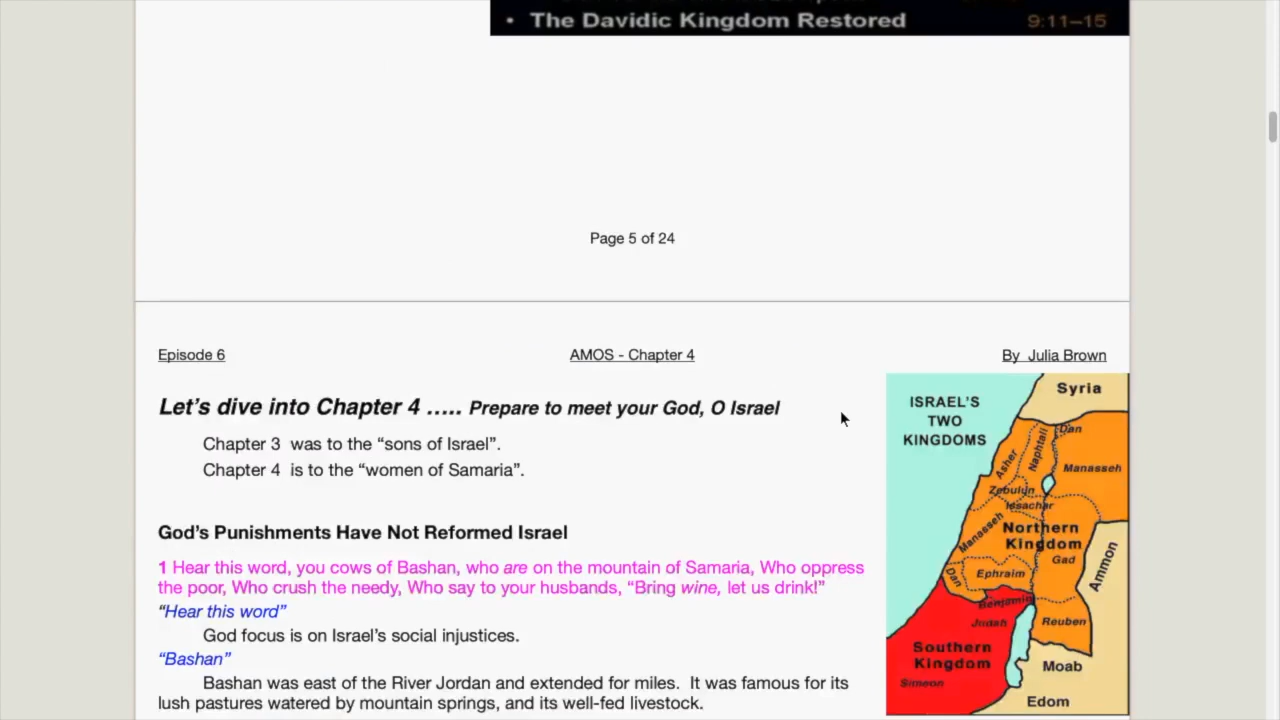 • The Davidic Kingdom Restored 9:11–15
Page 5 of 24
Episode 6 AMOS - Chapter 4 By Julia Brown
Let's dive into Chapter 4 ….. Prepare to meet your God, O Israel
Chapter 3 was to the “sons of Israel”.
Chapter 4 is to the “women of Samaria”.
God's Punishments Have Not Reformed Israel
1 Hear this word, you cows of Bashan, who are on the mountain of Samaria, Who oppress
the poor, Who crush the needy, Who say to your husbands, “Bring wine, let us drink!”
“Hear this word”
God focus is on Israel's social injustices.
“Bashan”
Bashan was east of the River Jordan and extended for miles. It was famous for its
lush pastures watered by mountain springs, and its well-fed livestock.
Syria
ISRAEL'S
TWO
KINGDOMS
Dan
Naphtali
Asher
Manasseh
Zebulun
Issachar
Manasseh
Northern
Kingdom
Gad
Ammon
Dan
Ephraim
Benjamin
Judah
Reuben
Southern
Kingdom
Moab
Simeon
Edom